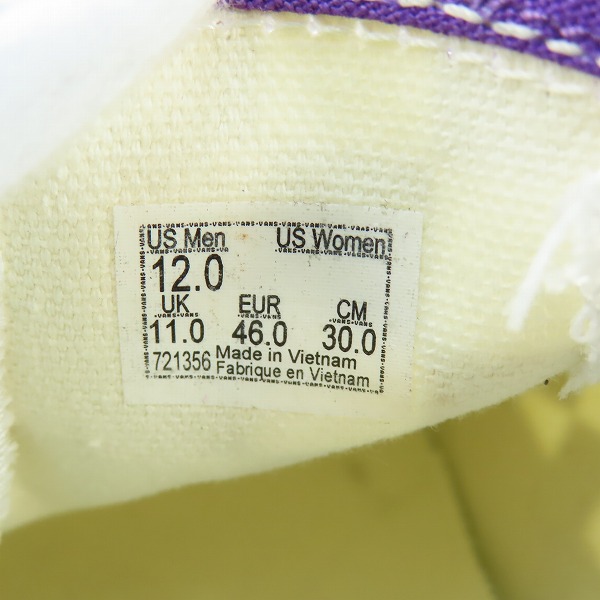 US Men US Women
12.0
UK EUR CM
11.0 46.0 30.0
721356 Made in Vietnam
Fabrique en Vietnam